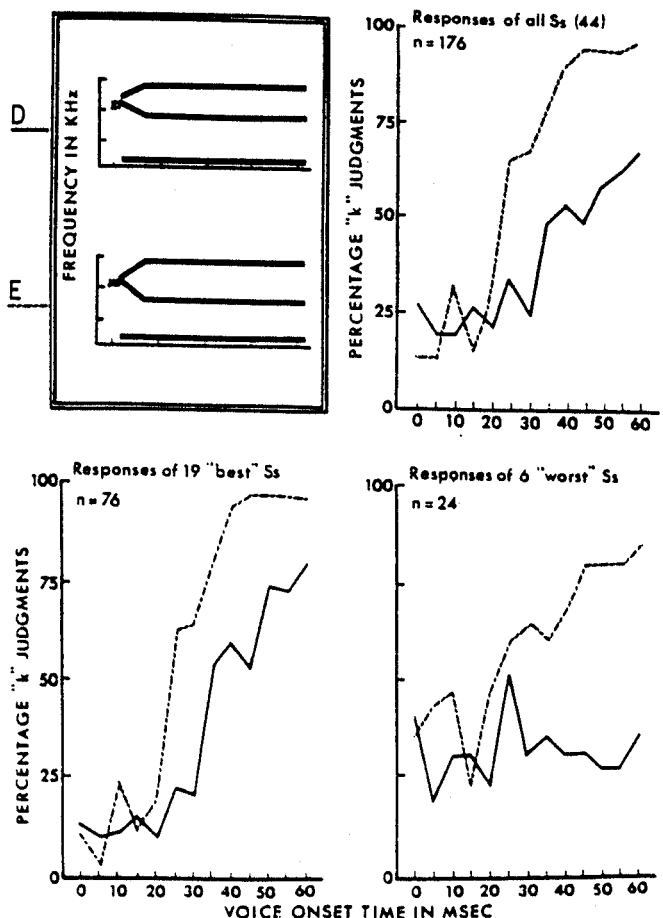 D
E
FREQUENCY IN KHz
Responses of all Ss (44)
n=176
PERCENTAGE "k" JUDGMENTS
100
75
50
25
0
0 10 20 30 40 50 60
Responses of 19 "best" Ss
n=76
PERCENTAGE "k" JUDGMENTS
100
75
50
25
0
0 10 20 30 40 50 60
Responses of 6 "worst" Ss
n=24
100
0
0 10 20 30 40 50 60
VOICE ONSET TIME IN MSEC